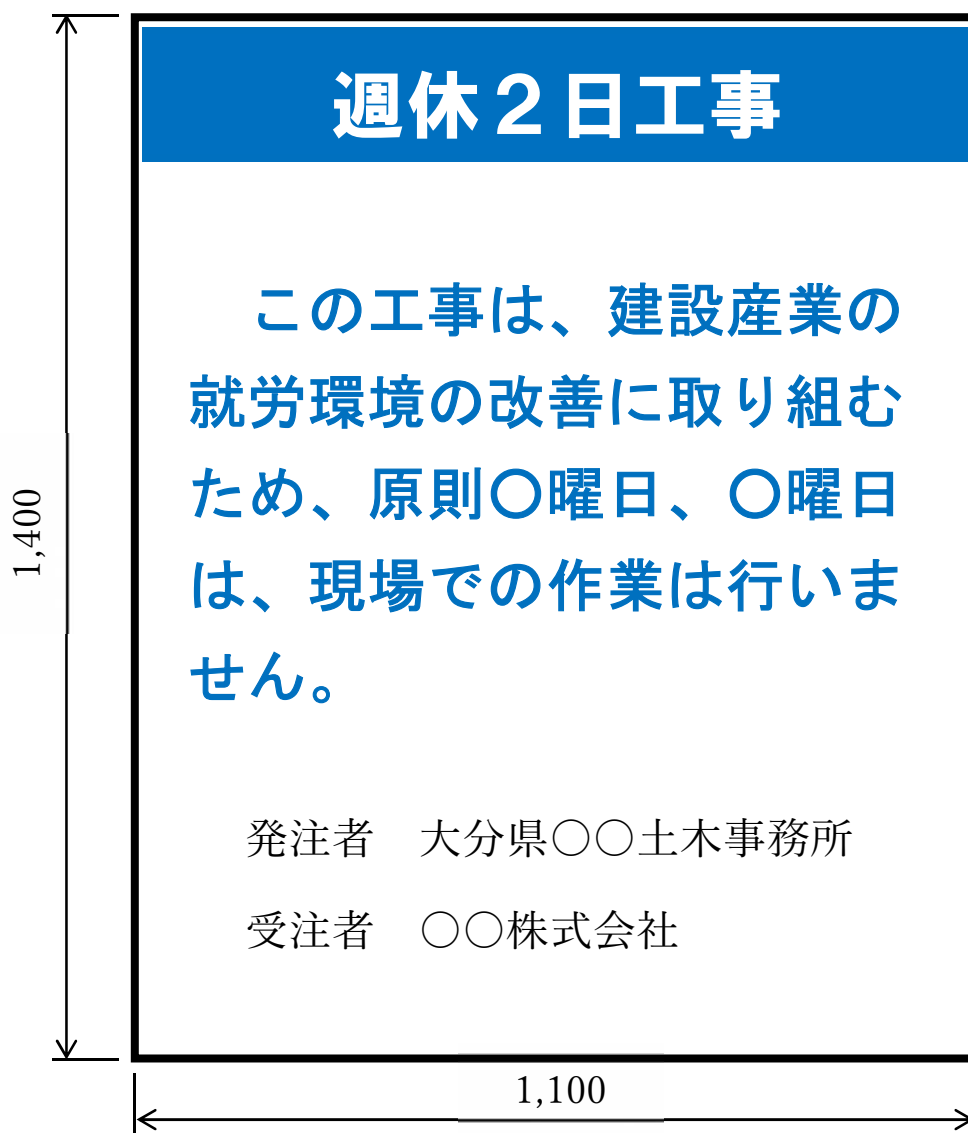 週休２日工事
　この工事は、建設産業の
就労環境の改善に取り組む
ため、原則〇曜日、〇曜日
は、現場での作業は行いま
せん。
発注者　大分県○○土木事務所
受注者　○○株式会社
1,400
1,100